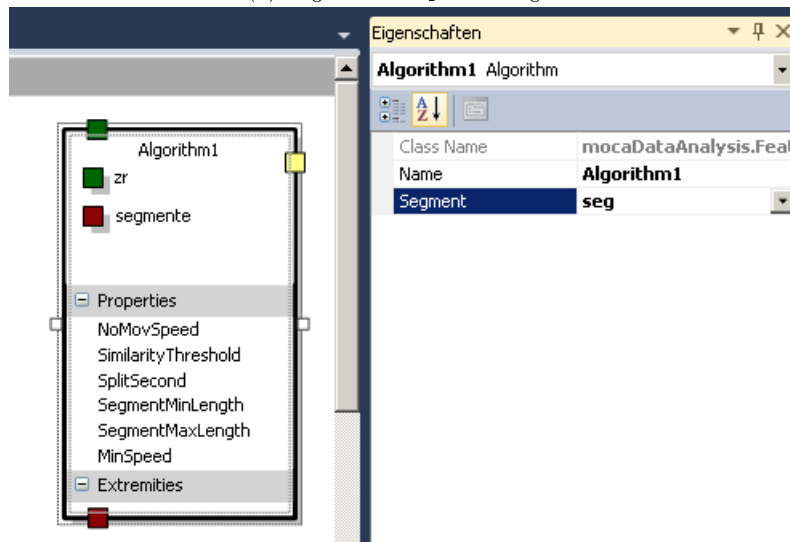 Eigenschaften
Algorithm1 Algorithm
Class Name mocaDataAnalysis.Feat
Name Algorithm1
Segment seg
Algorithm1
zr
segmente
Properties
NoMovSpeed
SimilarityThreshold
SplitSecond
SegmentMinLength
SegmentMaxLength
MinSpeed
Extremities